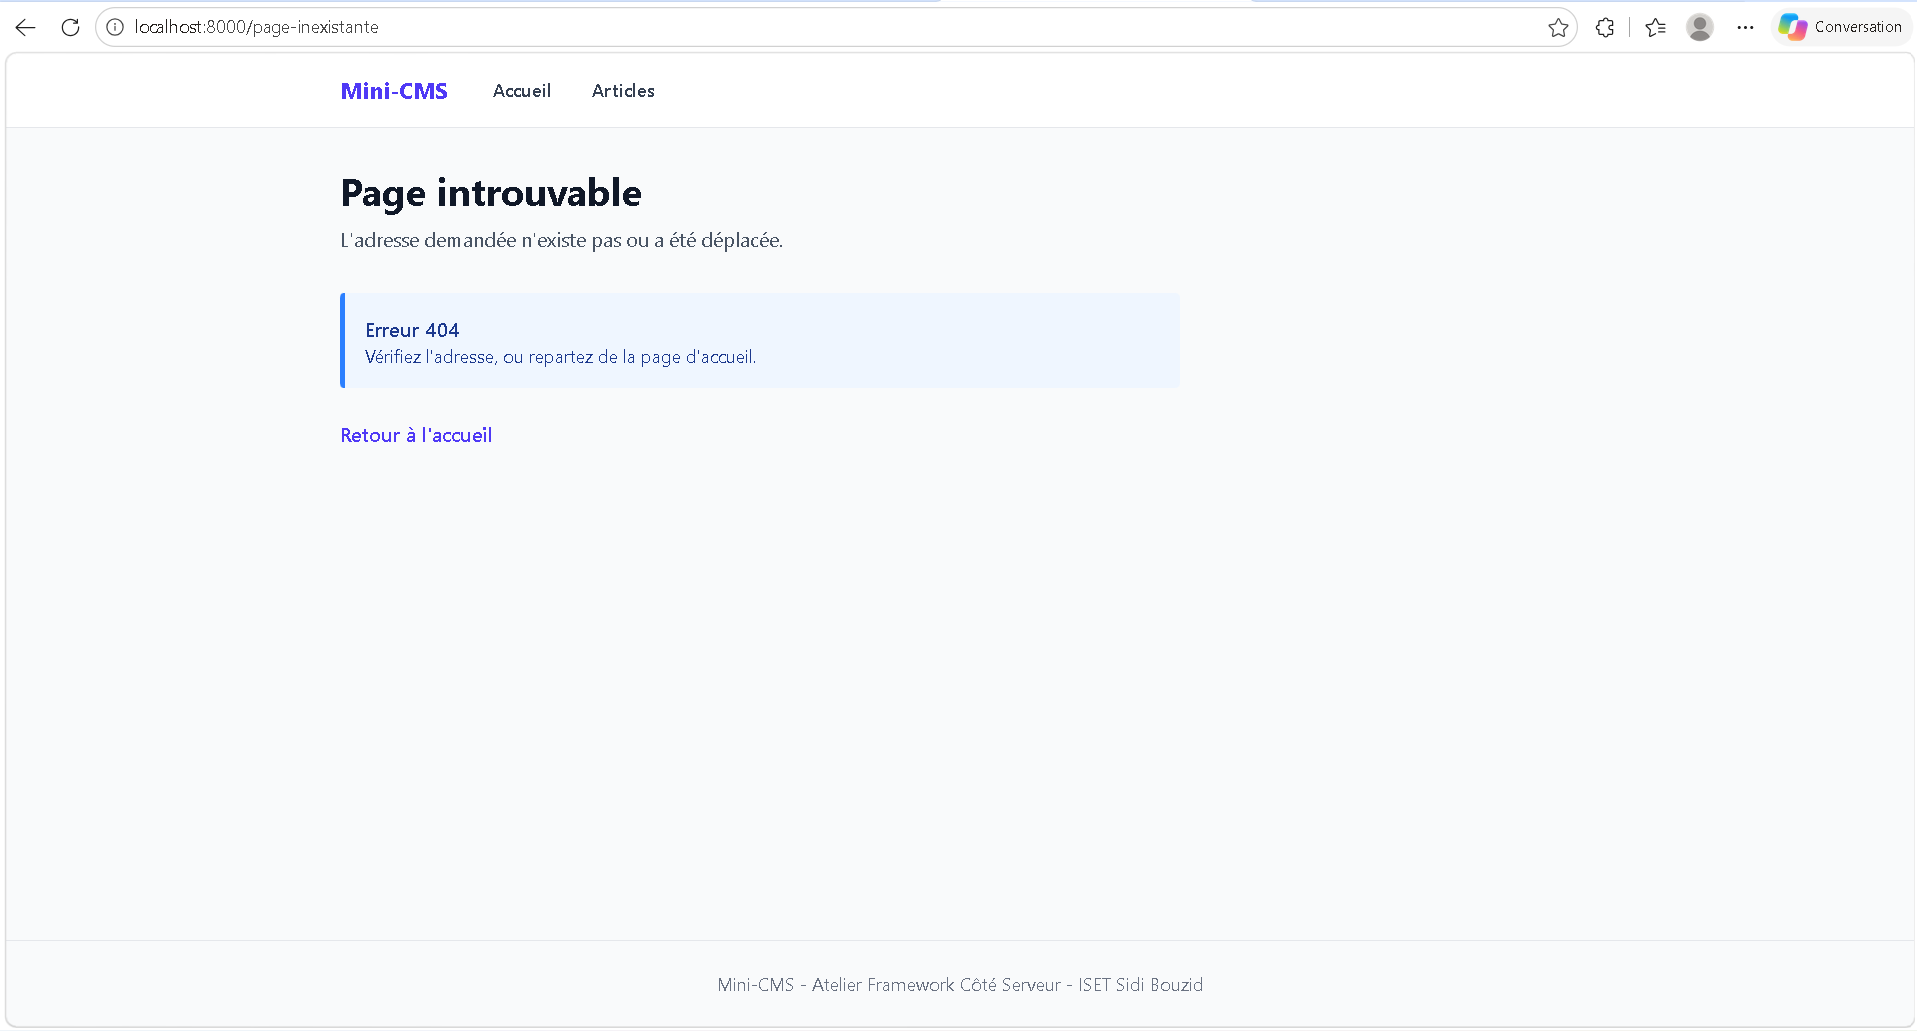 localhost:8000/page-inexistante
Conversation
Mini-CMS Accueil Articles
Page introuvable
L'adresse demandée n'existe pas ou a été déplacée.
Erreur 404
Vérifiez l'adresse, ou repartez de la page d'accueil.
Retour à l'accueil
Mini-CMS - Atelier Framework Côté Serveur - ISET Sidi Bouzid